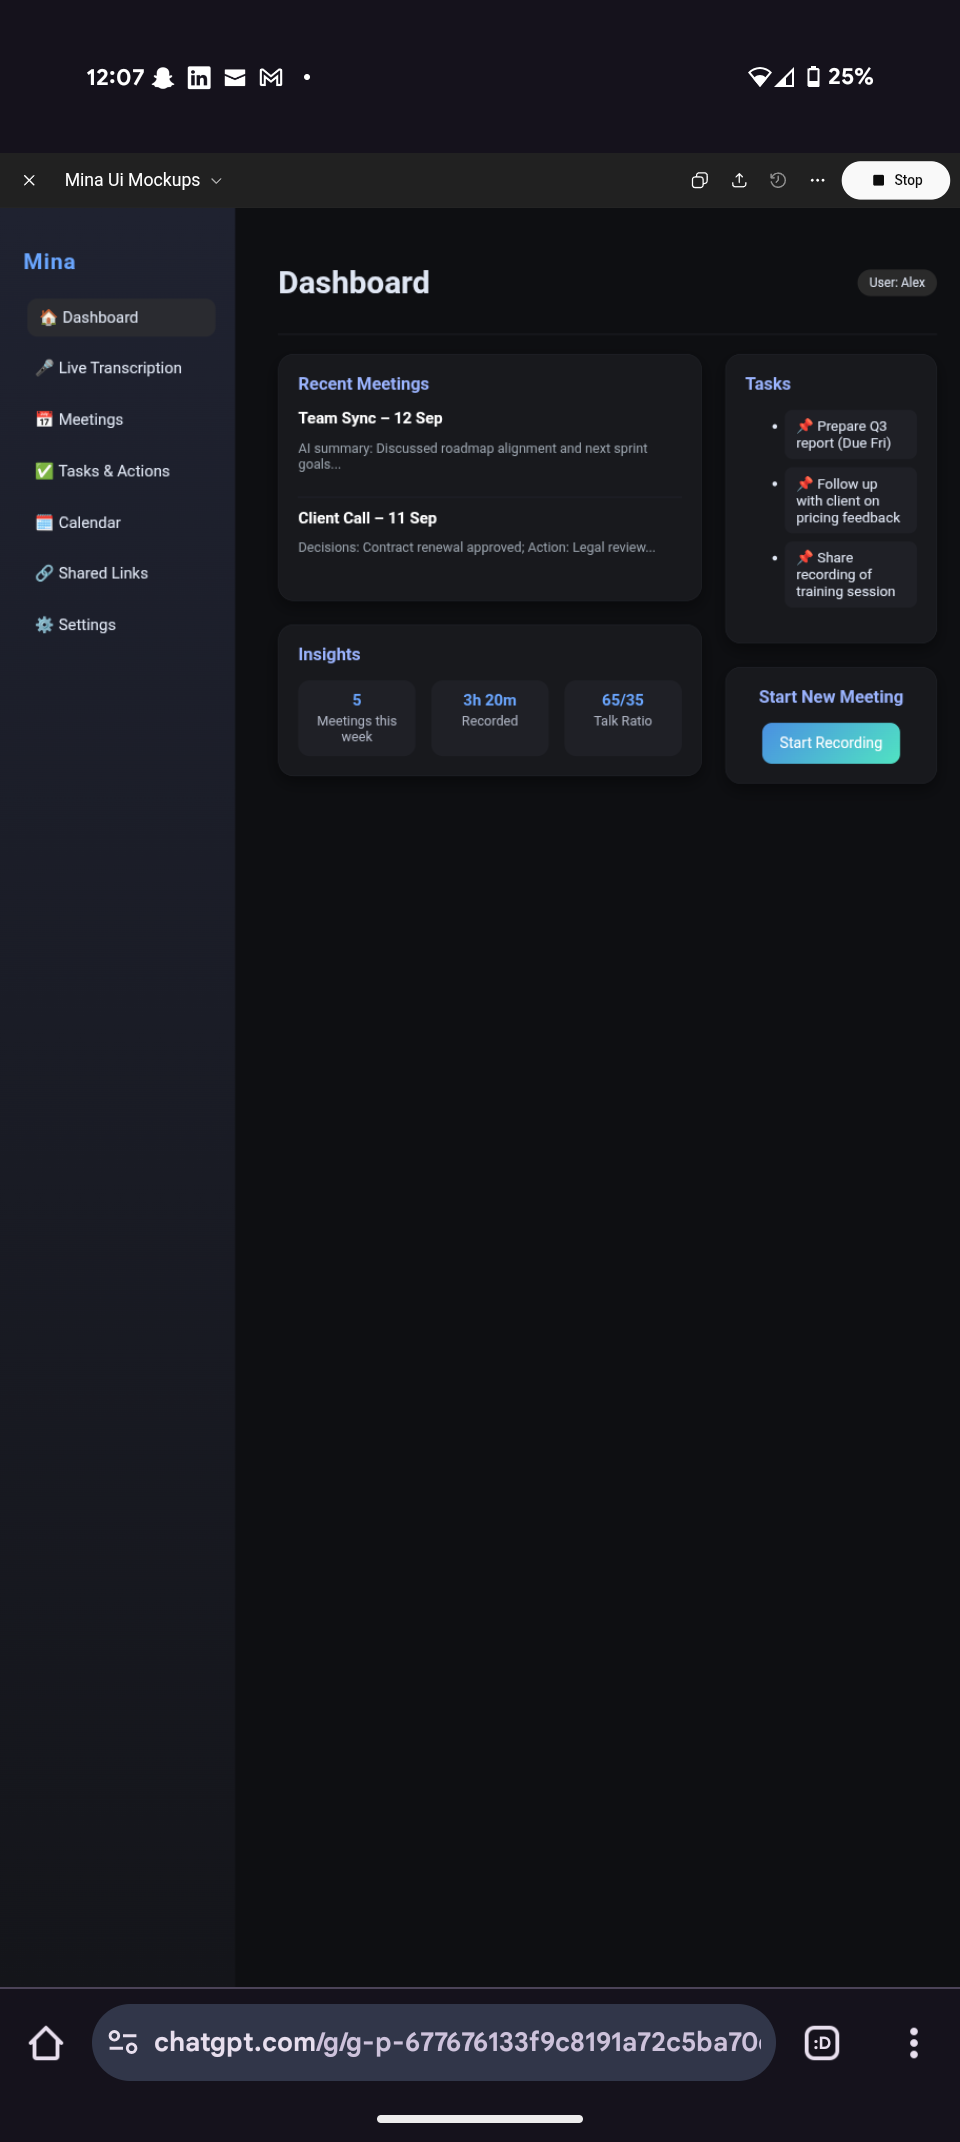 12:07
25%
Mina Ui Mockups
Stop
Mina
Dashboard
Live Transcription
Meetings
Tasks & Actions
Calendar
Shared Links
Settings
Dashboard
User: Alex
Recent Meetings
Team Sync – 12 Sep
AI summary: Discussed roadmap alignment and next sprint
goals...
Client Call – 11 Sep
Decisions: Contract renewal approved; Action: Legal review...
Insights
5
Meetings this
week
3h 20m
Recorded
65/35
Talk Ratio
Tasks
Prepare Q3
report (Due Fri)
Follow up
with client on
pricing feedback
Share
recording of
training session
Start New Meeting
Start Recording
chatgpt.com/g/g-p-677676133f9c8191a72c5ba70
:D